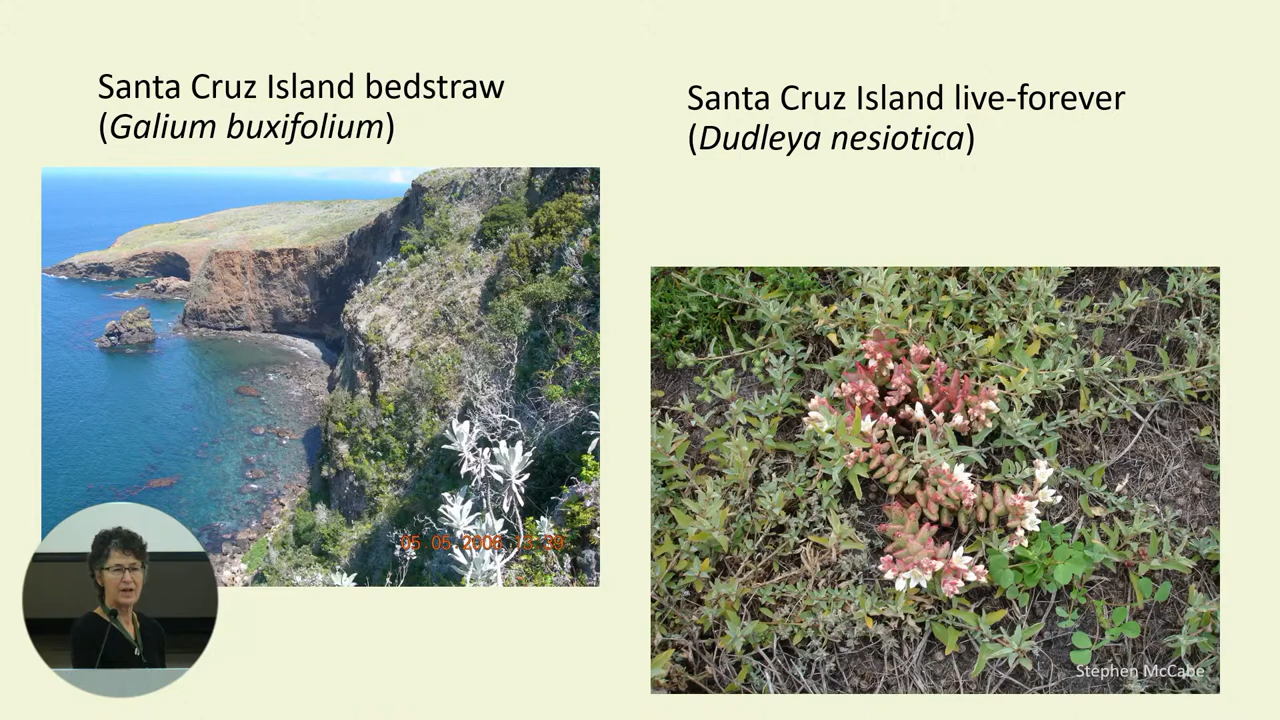 Santa Cruz Island bedstraw
(Galium buxifolium)
Santa Cruz Island live-forever
(Dudleya nesiotica)
05 05 2006 13 39
Stephen McCabe